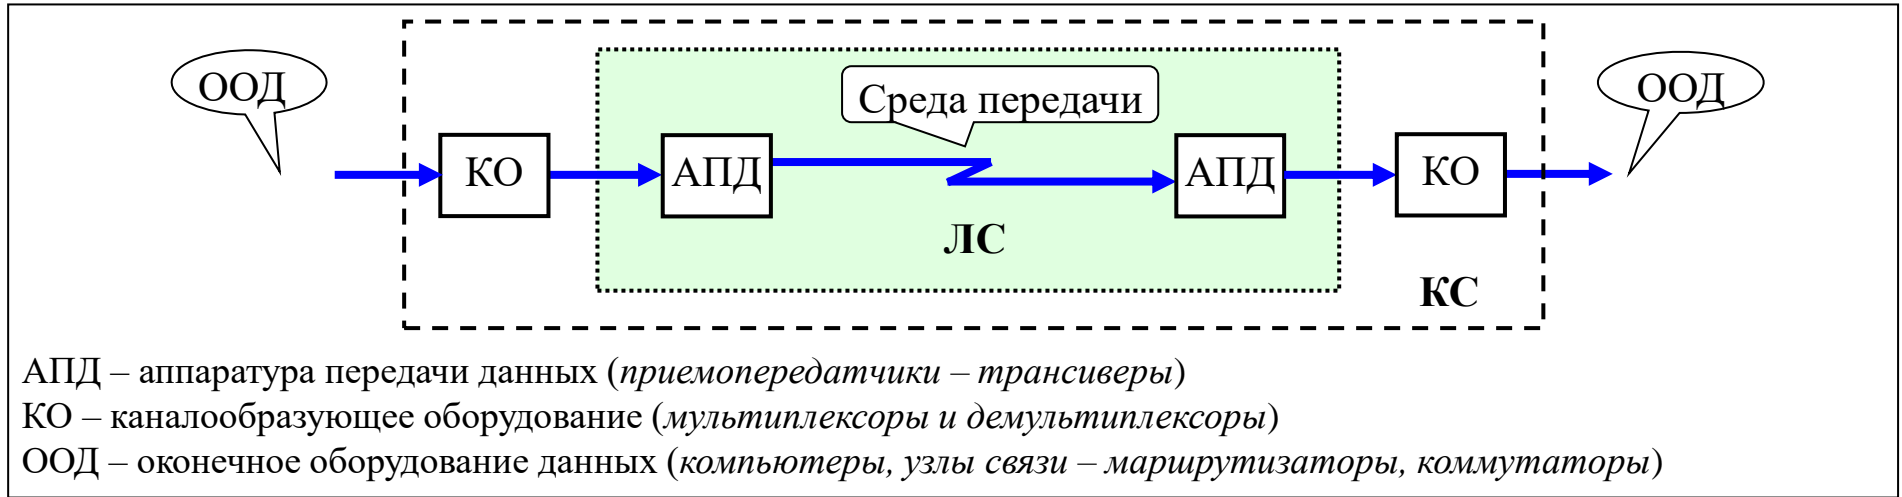 ООД
ООД
Среда передачи
КО
АПД
АПД
КО
ЛС
КС
АПД – аппаратура передачи данных (приемопередатчики – трансиверы)
КО – каналообразующее оборудование (мультиплексоры и демультиплексоры)
ООД – оконечное оборудование данных (компьютеры, узлы связи – маршрутизаторы, коммутаторы)